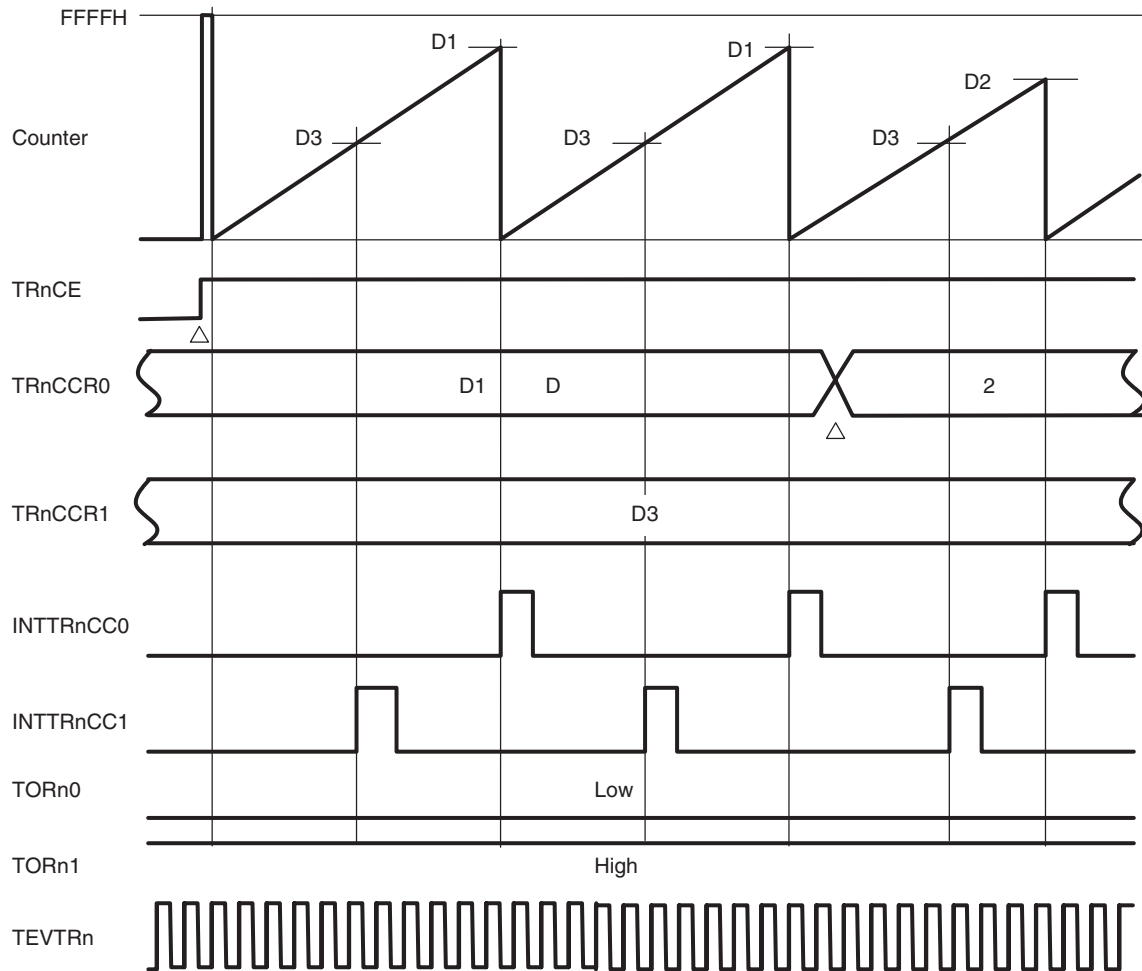 FFFFH
D1 D1
D2
Counter D3 D3 D3
TRnCE
TRnCCR0 D1 D 2
TRnCCR1 D3
INTTRnCC0
INTTRnCC1
TORn0 Low
TORn1 High
TEVTRn